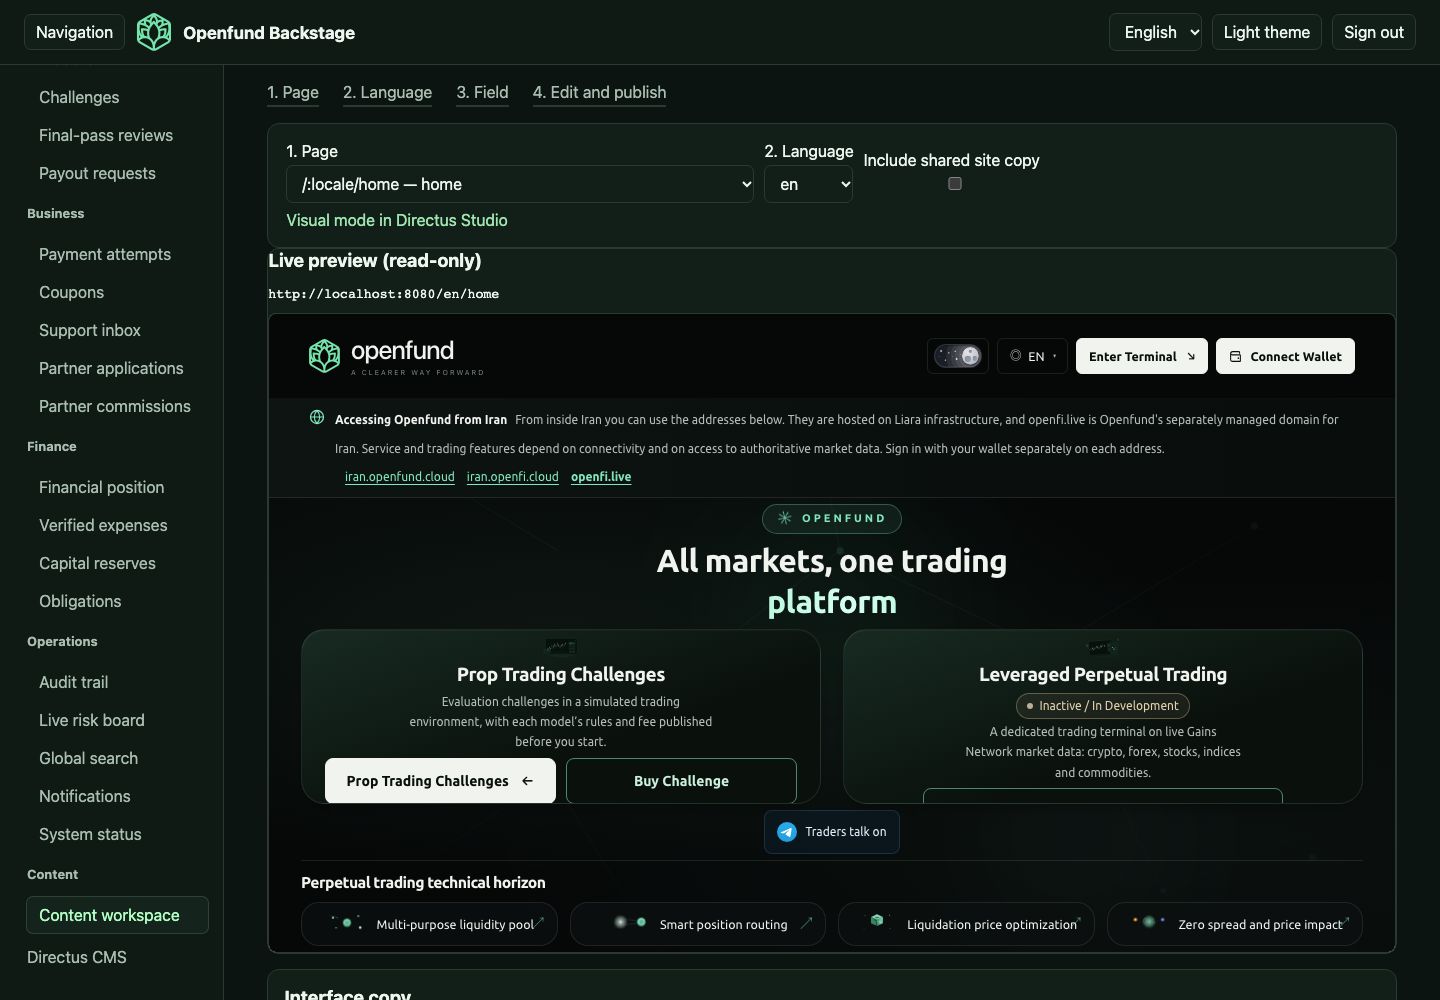 Navigation
Openfund Backstage
English
Light theme
Sign out
Challenges
Final-pass reviews
Payout requests
Business
Payment attempts
Coupons
Support inbox
Partner applications
Partner commissions
Finance
Financial position
Verified expenses
Capital reserves
Obligations
Operations
Audit trail
Live risk board
Global search
Notifications
System status
Content
Content workspace
Directus CMS
1. Page
2. Language
3. Field
4. Edit and publish
1. Page
/:locale/home — home
2. Language
en
Include shared site copy
Visual mode in Directus Studio
Live preview (read-only)
http://localhost:8080/en/home
openfund
A CLEARER WAY FORWARD
EN
Enter Terminal
Connect Wallet
Accessing Openfund from Iran From inside Iran you can use the addresses below. They are hosted on Liara infrastructure, and openfi.live is Openfund's separately managed domain for
Iran. Service and trading features depend on connectivity and on access to authoritative market data. Sign in with your wallet separately on each address.
iran.openfund.cloud iran.openfi.cloud openfi.live
OPENFUND
All markets, one trading
platform
Prop Trading Challenges
Evaluation challenges in a simulated trading
environment, with each model's rules and fee published
before you start.
Prop Trading Challenges
Buy Challenge
Leveraged Perpetual Trading
Inactive / In Development
A dedicated trading terminal on live Gains
Network market data: crypto, forex, stocks, indices
and commodities.
Traders talk on
Perpetual trading technical horizon
Multi-purpose liquidity pool
Smart position routing
Liquidation price optimization
Zero spread and price impact
Interface copy